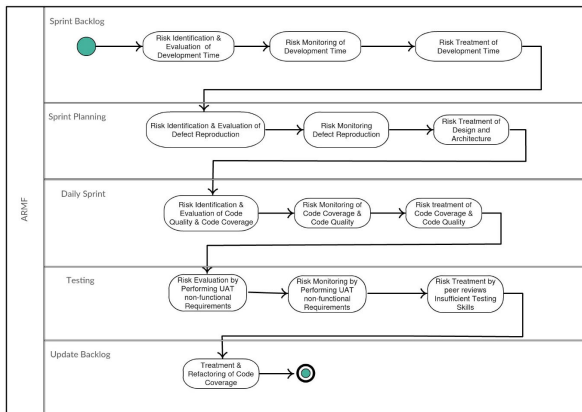 Sprint Backlog
Risk Identification &
Evaluation of
Development Time
Risk Monitoring of
Development Time
Risk Treatment of
Development Time
Sprint Planning
Risk Identification & Evaluation of
Defect Reproduction
Risk Monitoring
Defect Reproduction
Risk Treatment of
Design and
Architecture
ARMF
Daily Sprint
Risk Identification &
Evaluation of Code
Quality & Code Coverage
Risk Monitoring of
Code Coverage &
Code Quality
Risk treatment of
Code Coverage &
Code Quality
Testing
Risk Evaluation by
Performing UAT
non-functional
Requirements
Risk Monitoring by
Performing UAT
non-functional
Requirements
Risk Treatment by
peer reviews
Insufficient Testing
Skills
Update Backlog
Treatment &
Refactoring of Code
Coverage